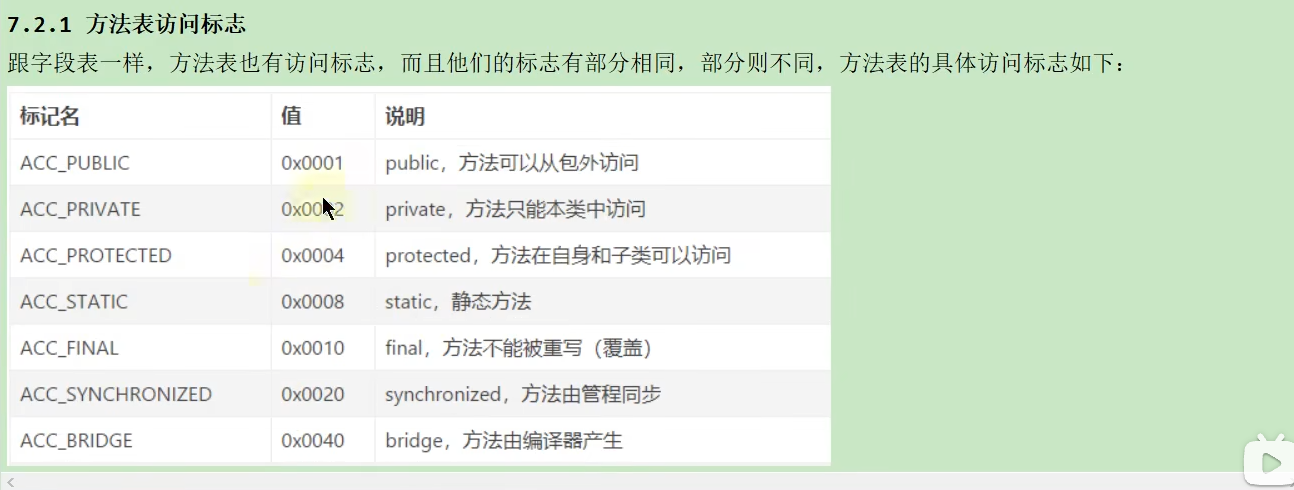 7.2.1 方法表访问标志
跟字段表一样，方法表也有访问标志，而且他们的标志有部分相同，部分则不同，方法表的具体访问标志如下：
标记名 值 说明
ACC_PUBLIC 0x0001 public，方法可以从包外访问
ACC_PRIVATE 0x0002 private，方法只能本类中访问
ACC_PROTECTED 0x0004 protected，方法在自身和子类可以访问
ACC_STATIC 0x0008 static，静态方法
ACC_FINAL 0x0010 final，方法不能被重写（覆盖）
ACC_SYNCHRONIZED 0x0020 synchronized，方法由管程同步
ACC_BRIDGE 0x0040 bridge，方法由编译器产生